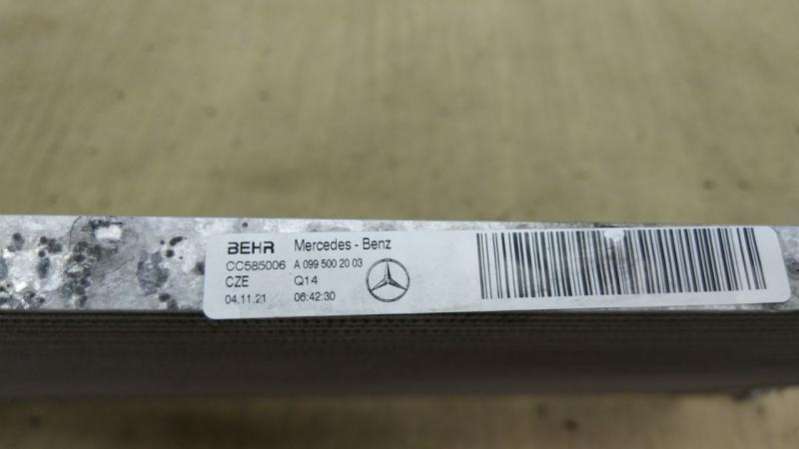 BEHR Mercedes - Benz
CC585006 A 099 500 20 03
CZE Q14
04.11.21 06:42:30